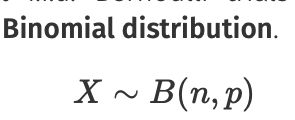 Binomial distribution.
X ~ B(n, p)